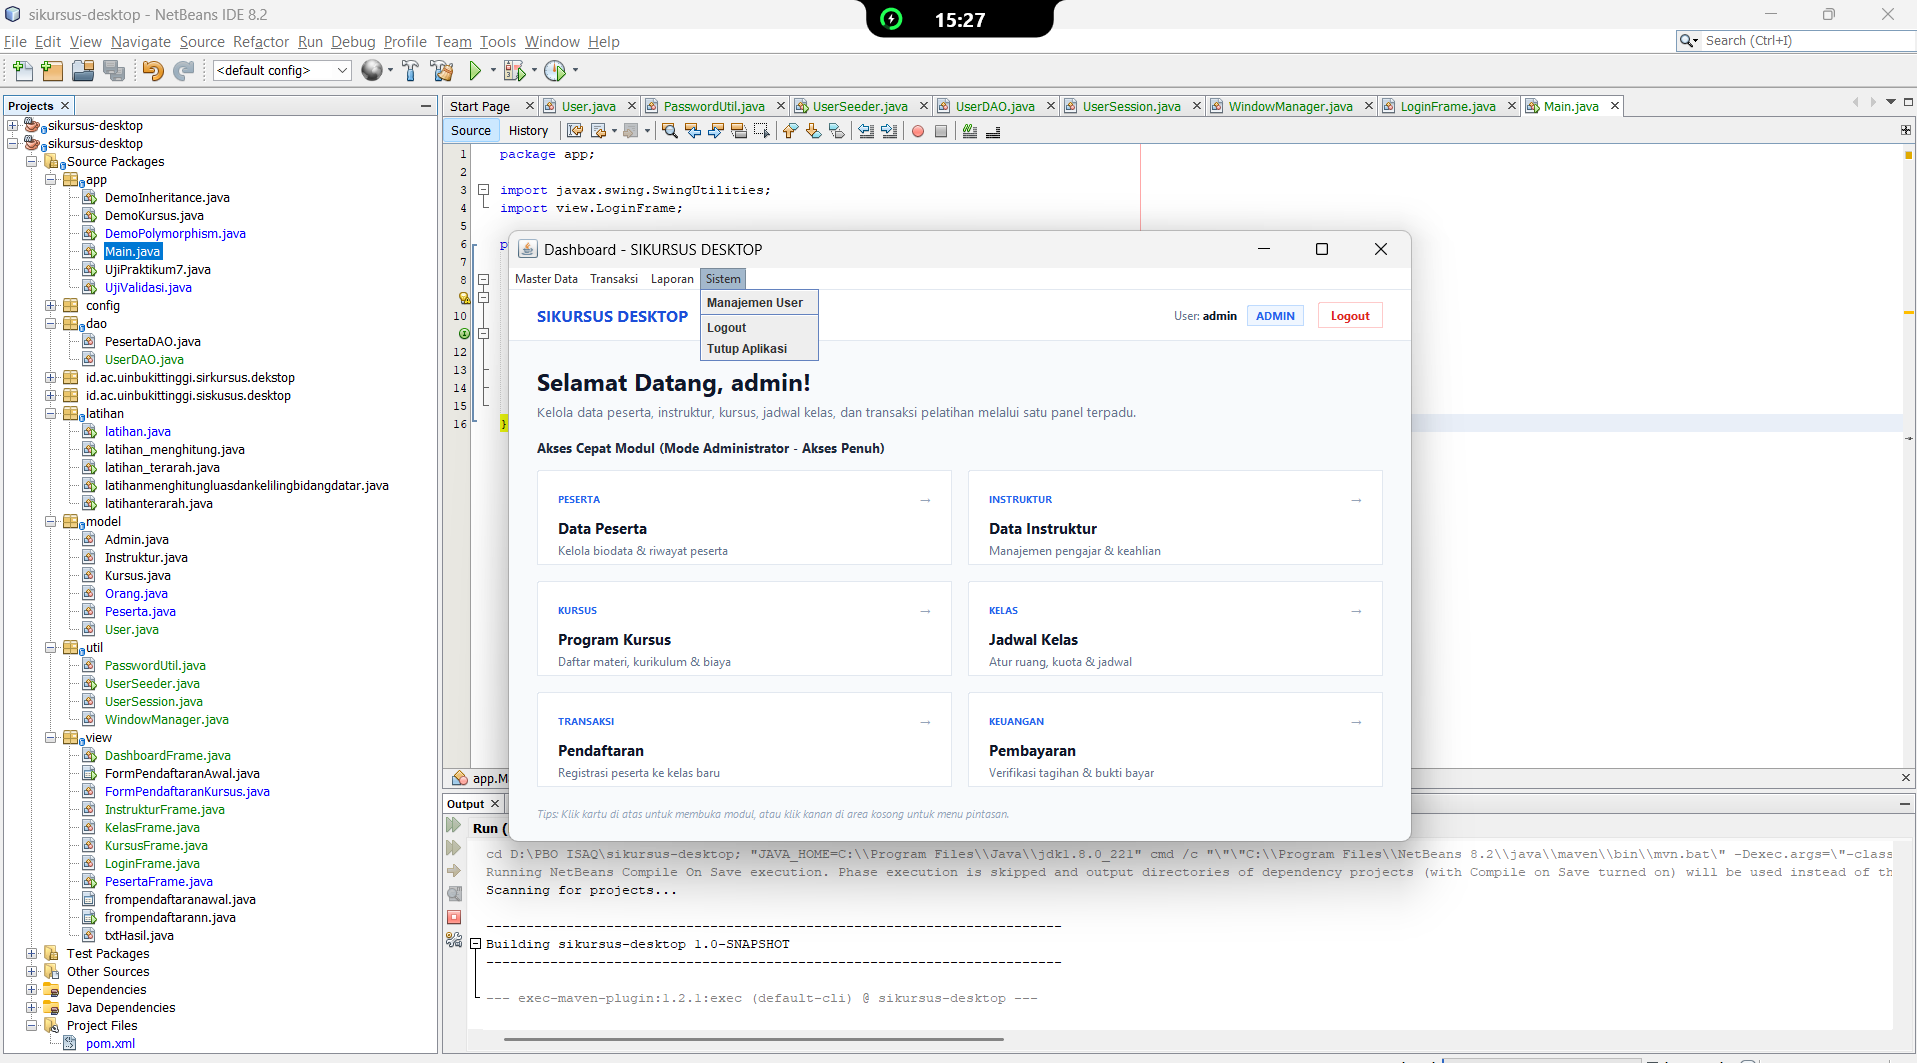 sikursus-desktop - NetBeans IDE 8.2
15:27
File Edit View Navigate Source Refactor Run Debug Profile Team Tools Window Help
Search (Ctrl+I)
<default config>
Projects
sikursus-desktop
sikursus-desktop
Source Packages
app
DemoInheritance.java
DemoKursus.java
DemoPolymorphism.java
Main.java
UjiPraktikum7.java
UjiValidasi.java
config
dao
PesertaDAO.java
UserDAO.java
id.ac.uinbukittinggi.sirkursus.dekstop
id.ac.uinbukittinggi.siskusus.desktop
latihan
latihan.java
latihan_menghitung.java
latihan_terarah.java
latihanmenghitungluasdankelilingbidangdatar.java
latihanterarah.java
model
Admin.java
Instruktur.java
Kursus.java
Orang.java
Peserta.java
User.java
util
PasswordUtil.java
UserSeeder.java
UserSession.java
WindowManager.java
view
DashboardFrame.java
FormPendaftaranAwal.java
FormPendaftaranKursus.java
InstrukturFrame.java
KelasFrame.java
KursusFrame.java
LoginFrame.java
PesertaFrame.java
frompendaftaranawal.java
frompendaftarann.java
txtHasil.java
Test Packages
Other Sources
Dependencies
Java Dependencies
Project Files
pom.xml
Start Page User.java PasswordUtil.java UserSeeder.java UserDAO.java UserSession.java WindowManager.java LoginFrame.java Main.java
Source History
1 package app;
2
3 import javax.swing.SwingUtilities;
4 import view.LoginFrame;
5
6 p
7
8
10
12
13
14
15
16 }
Dashboard - SIKURSUS DESKTOP
Master Data Transaksi Laporan Sistem
Manajemen User
Logout
Tutup Aplikasi
SIKURSUS DESKTOP
User: admin ADMIN Logout
Selamat Datang, admin!
Kelola data peserta, instruktur, kursus, jadwal kelas, dan transaksi pelatihan melalui satu panel terpadu.
Akses Cepat Modul (Mode Administrator - Akses Penuh)
PESERTA →
Data Peserta
Kelola biodata & riwayat peserta
INSTRUKTUR →
Data Instruktur
Manajemen pengajar & keahlian
KURSUS →
Program Kursus
Daftar materi, kurikulum & biaya
KELAS →
Jadwal Kelas
Atur ruang, kuota & jadwal
TRANSAKSI →
Pendaftaran
Registrasi peserta ke kelas baru
KEUANGAN →
Pembayaran
Verifikasi tagihan & bukti bayar
Tips: Klik kartu di atas untuk membuka modul, atau klik kanan di area kosong untuk menu pintasan.
app.M
Output
Run (
cd D:\PBO ISAQ\sikursus-desktop; "JAVA_HOME=C:\\Program Files\\Java\\jdk1.8.0_221" cmd /c "\"\"C:\\Program Files\\NetBeans 8.2\\java\\maven\\bin\\mvn.bat\" -Dexec.args=\"-class
Running NetBeans Compile On Save execution. Phase execution is skipped and output directories of dependency projects (with Compile on Save turned on) will be used instead of th
Scanning for projects...
------------------------------------------------------------------------
Building sikursus-desktop 1.0-SNAPSHOT
------------------------------------------------------------------------
--- exec-maven-plugin:1.2.1:exec (default-cli) @ sikursus-desktop ---